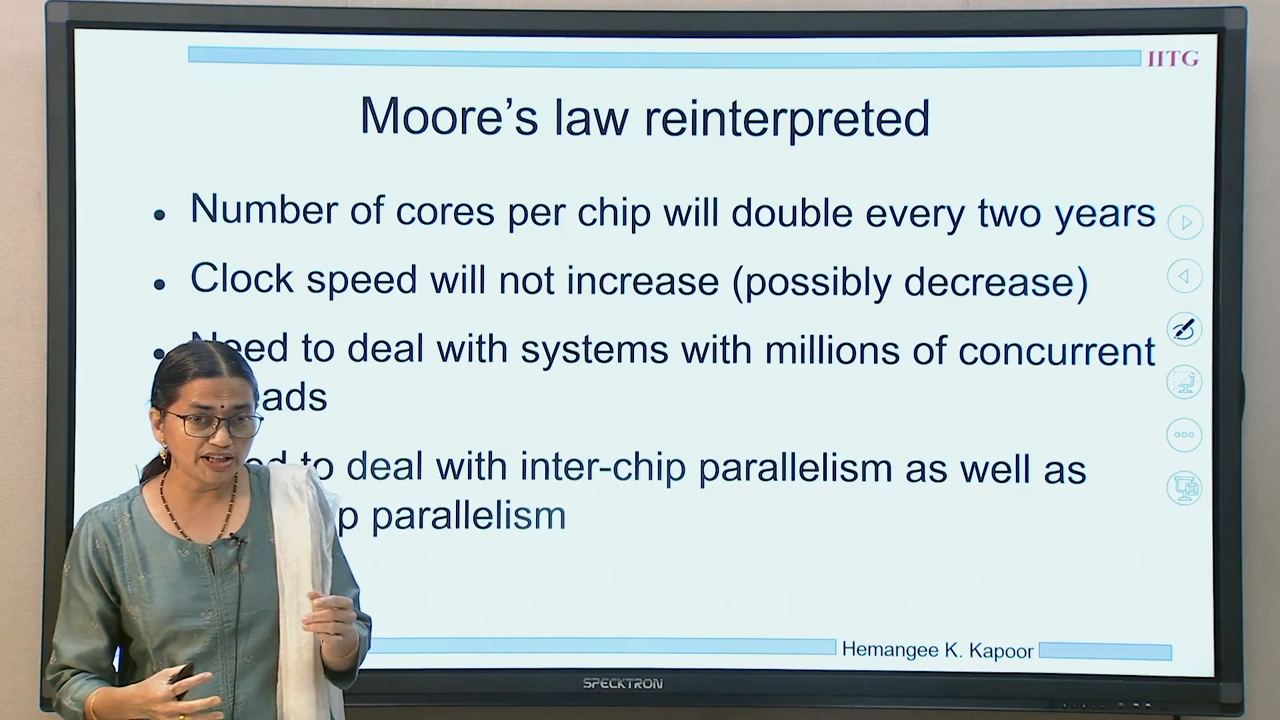 IITG
Moore's law reinterpreted
• Number of cores per chip will double every two years
• Clock speed will not increase (possibly decrease)
• Need to deal with systems with millions of concurrent
to deal with inter-chip parallelism as well as
parallelism
Hemangee K. Kapoor
SPECKTRON